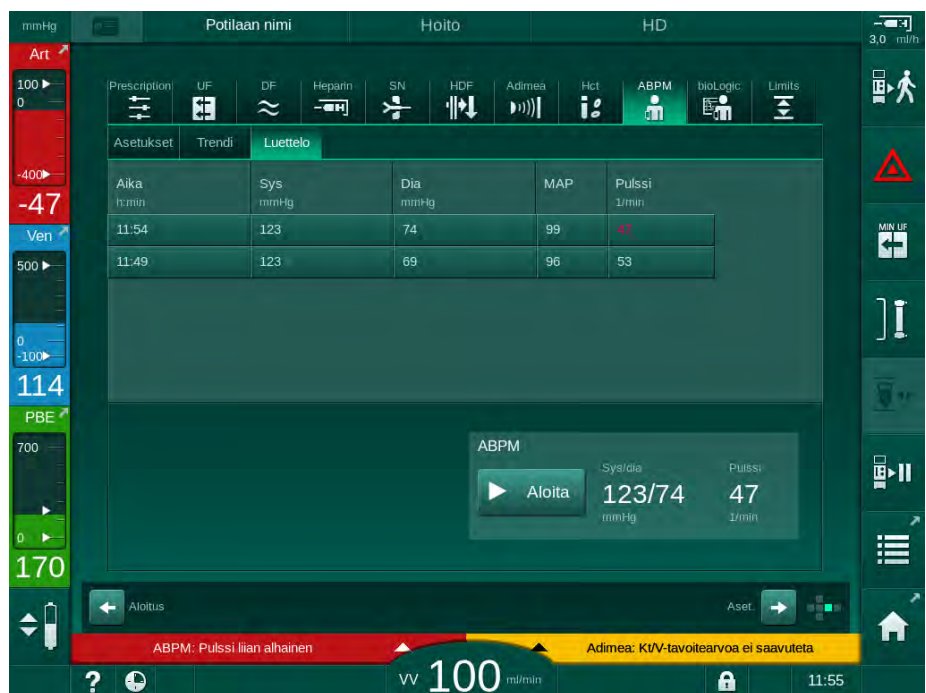 mmHg
Potilaan nimi
Hoito
HD
3,0 ml/h
Art
100
0
-400
-47
Ven
500
0
-100
114
PBE
700
0
170
Prescription
UF
DF
Heparin
SN
HDF
Adimea
Hct
ABPM
bioLogic
Limits
Asetukset
Trendi
Luettelo
Aika Sys Dia MAP Pulssi
h:min mmHg mmHg 1/min
11:54 123 74 99 47
11:49 123 69 96 53
ABPM
Aloita
Sys/dia Pulssi
123/74 47
mmHg 1/min
MIN UF
Aloitus
Aset.
ABPM: Pulssi liian alhainen
Adimea: Kt/V-tavoitearvoa ei saavuteta
?
VV 100 ml/min
11:55